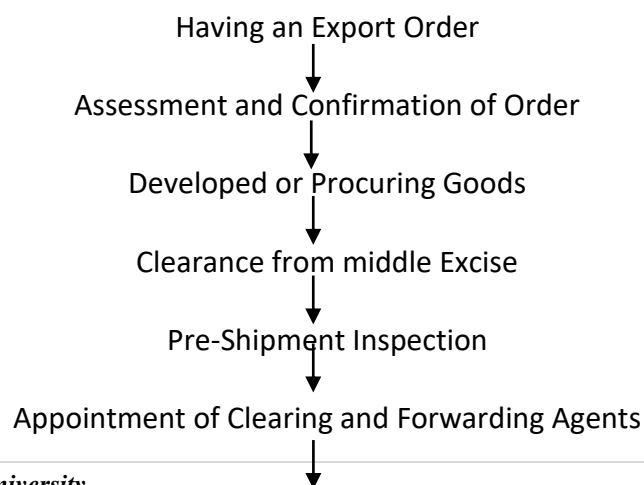 Having an Export Order
Assessment and Confirmation of Order
Developed or Procuring Goods
Clearance from middle Excise
Pre-Shipment Inspection
Appointment of Clearing and Forwarding Agents